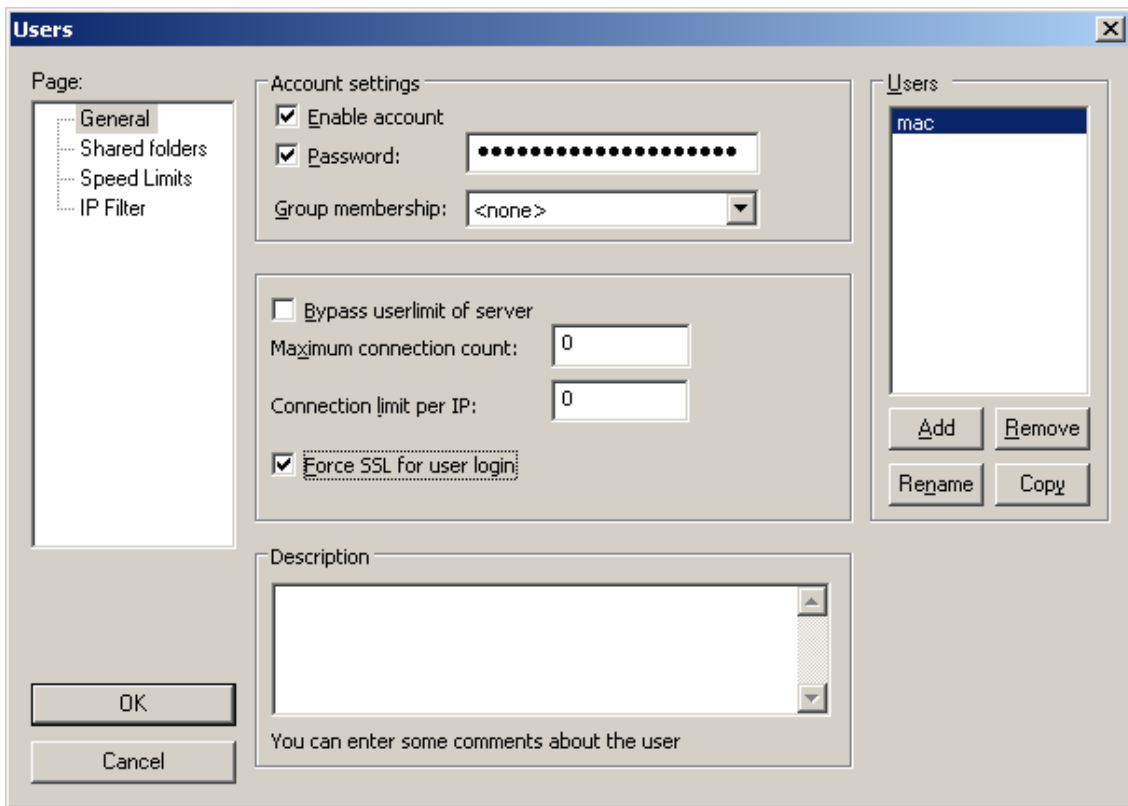 Users
Page:
General
Shared folders
Speed Limits
IP Filter
OK
Cancel
Account settings
Enable account
Password: ●●●●●●●●●●●●●●●●●●●●
Group membership: <none>
Bypass userlimit of server
Maximum connection count: 0
Connection limit per IP: 0
Force SSL for user login
Description
You can enter some comments about the user
Users
mac
Add Remove
Rename Copy